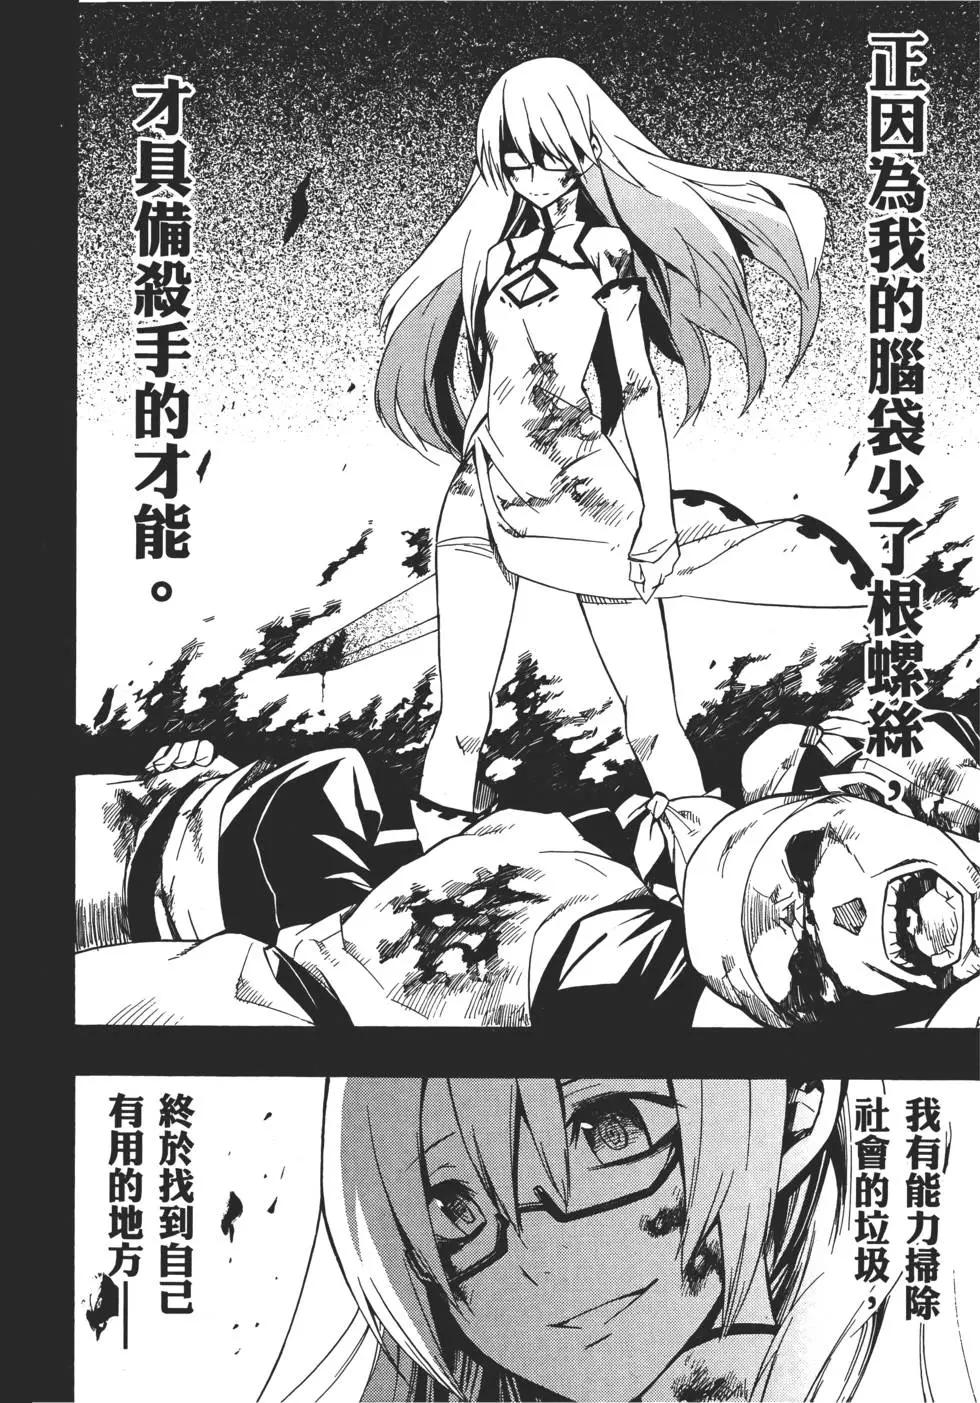 正因為我的腦袋少了根螺絲，
才具備殺手的才能。
我有能力掃除
社會的垃圾，
終於找到自己
有用的地方——